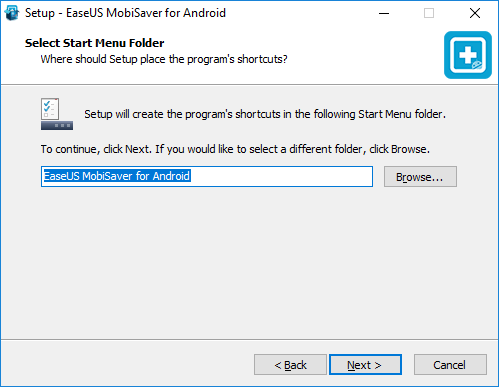 Setup - EaseUS MobiSaver for Android
Select Start Menu Folder
Where should Setup place the program's shortcuts?
Setup will create the program's shortcuts in the following Start Menu folder.
To continue, click Next. If you would like to select a different folder, click Browse.
EaseUS MobiSaver for Android
Browse...
< Back
Next >
Cancel